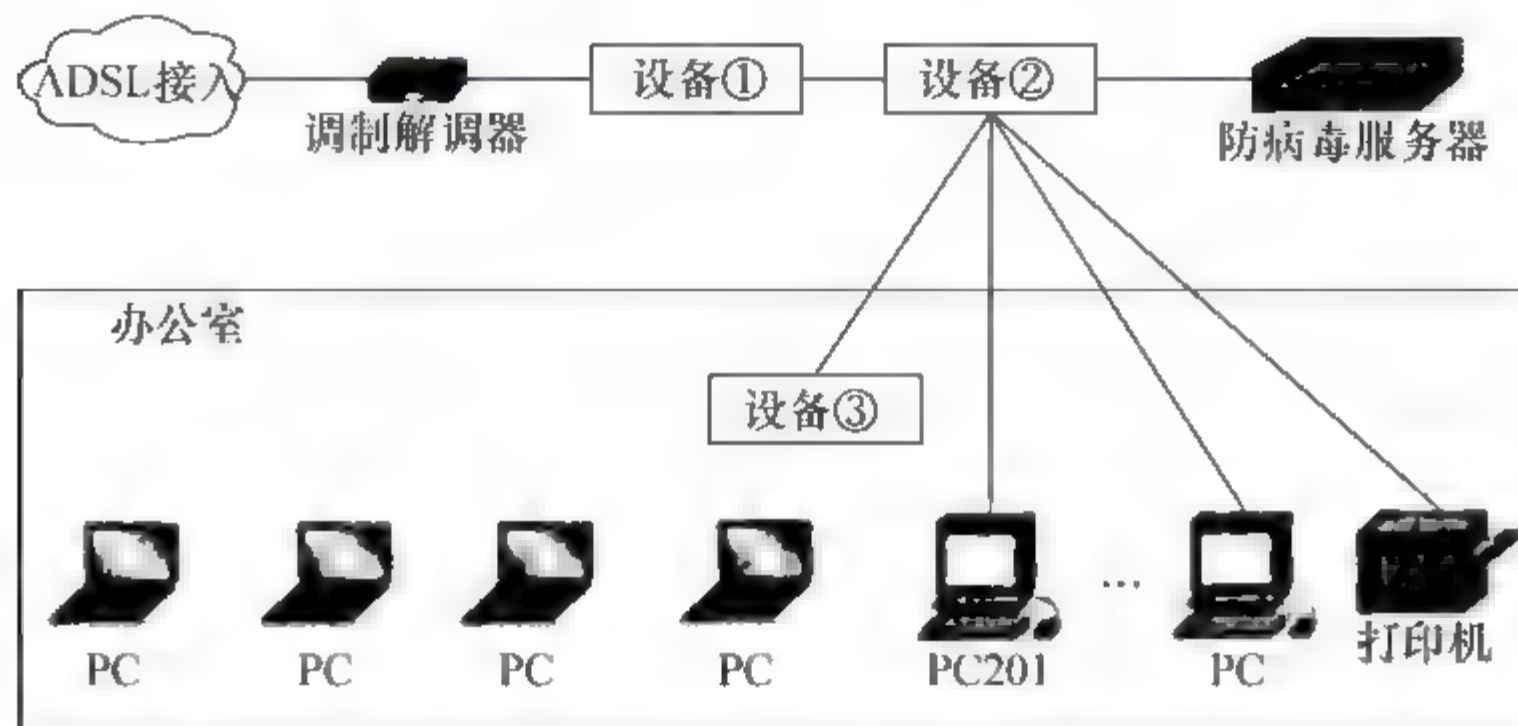 ADSL接入
调制解调器
设备①
设备②
防病毒服务器
办公室
设备③
PC
PC
PC
PC
PC201
...
PC
打印机